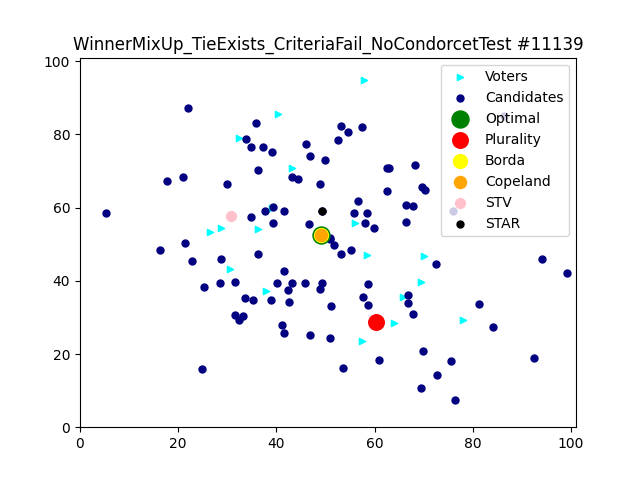 WinnerMixUp_TieExists_CriteriaFail_NoCondorcetTest #11139
100
80
60
40
20
0
0 20 40 60 80 100
Voters
Candidates
Optimal
Plurality
Borda
Copeland
STV
STAR